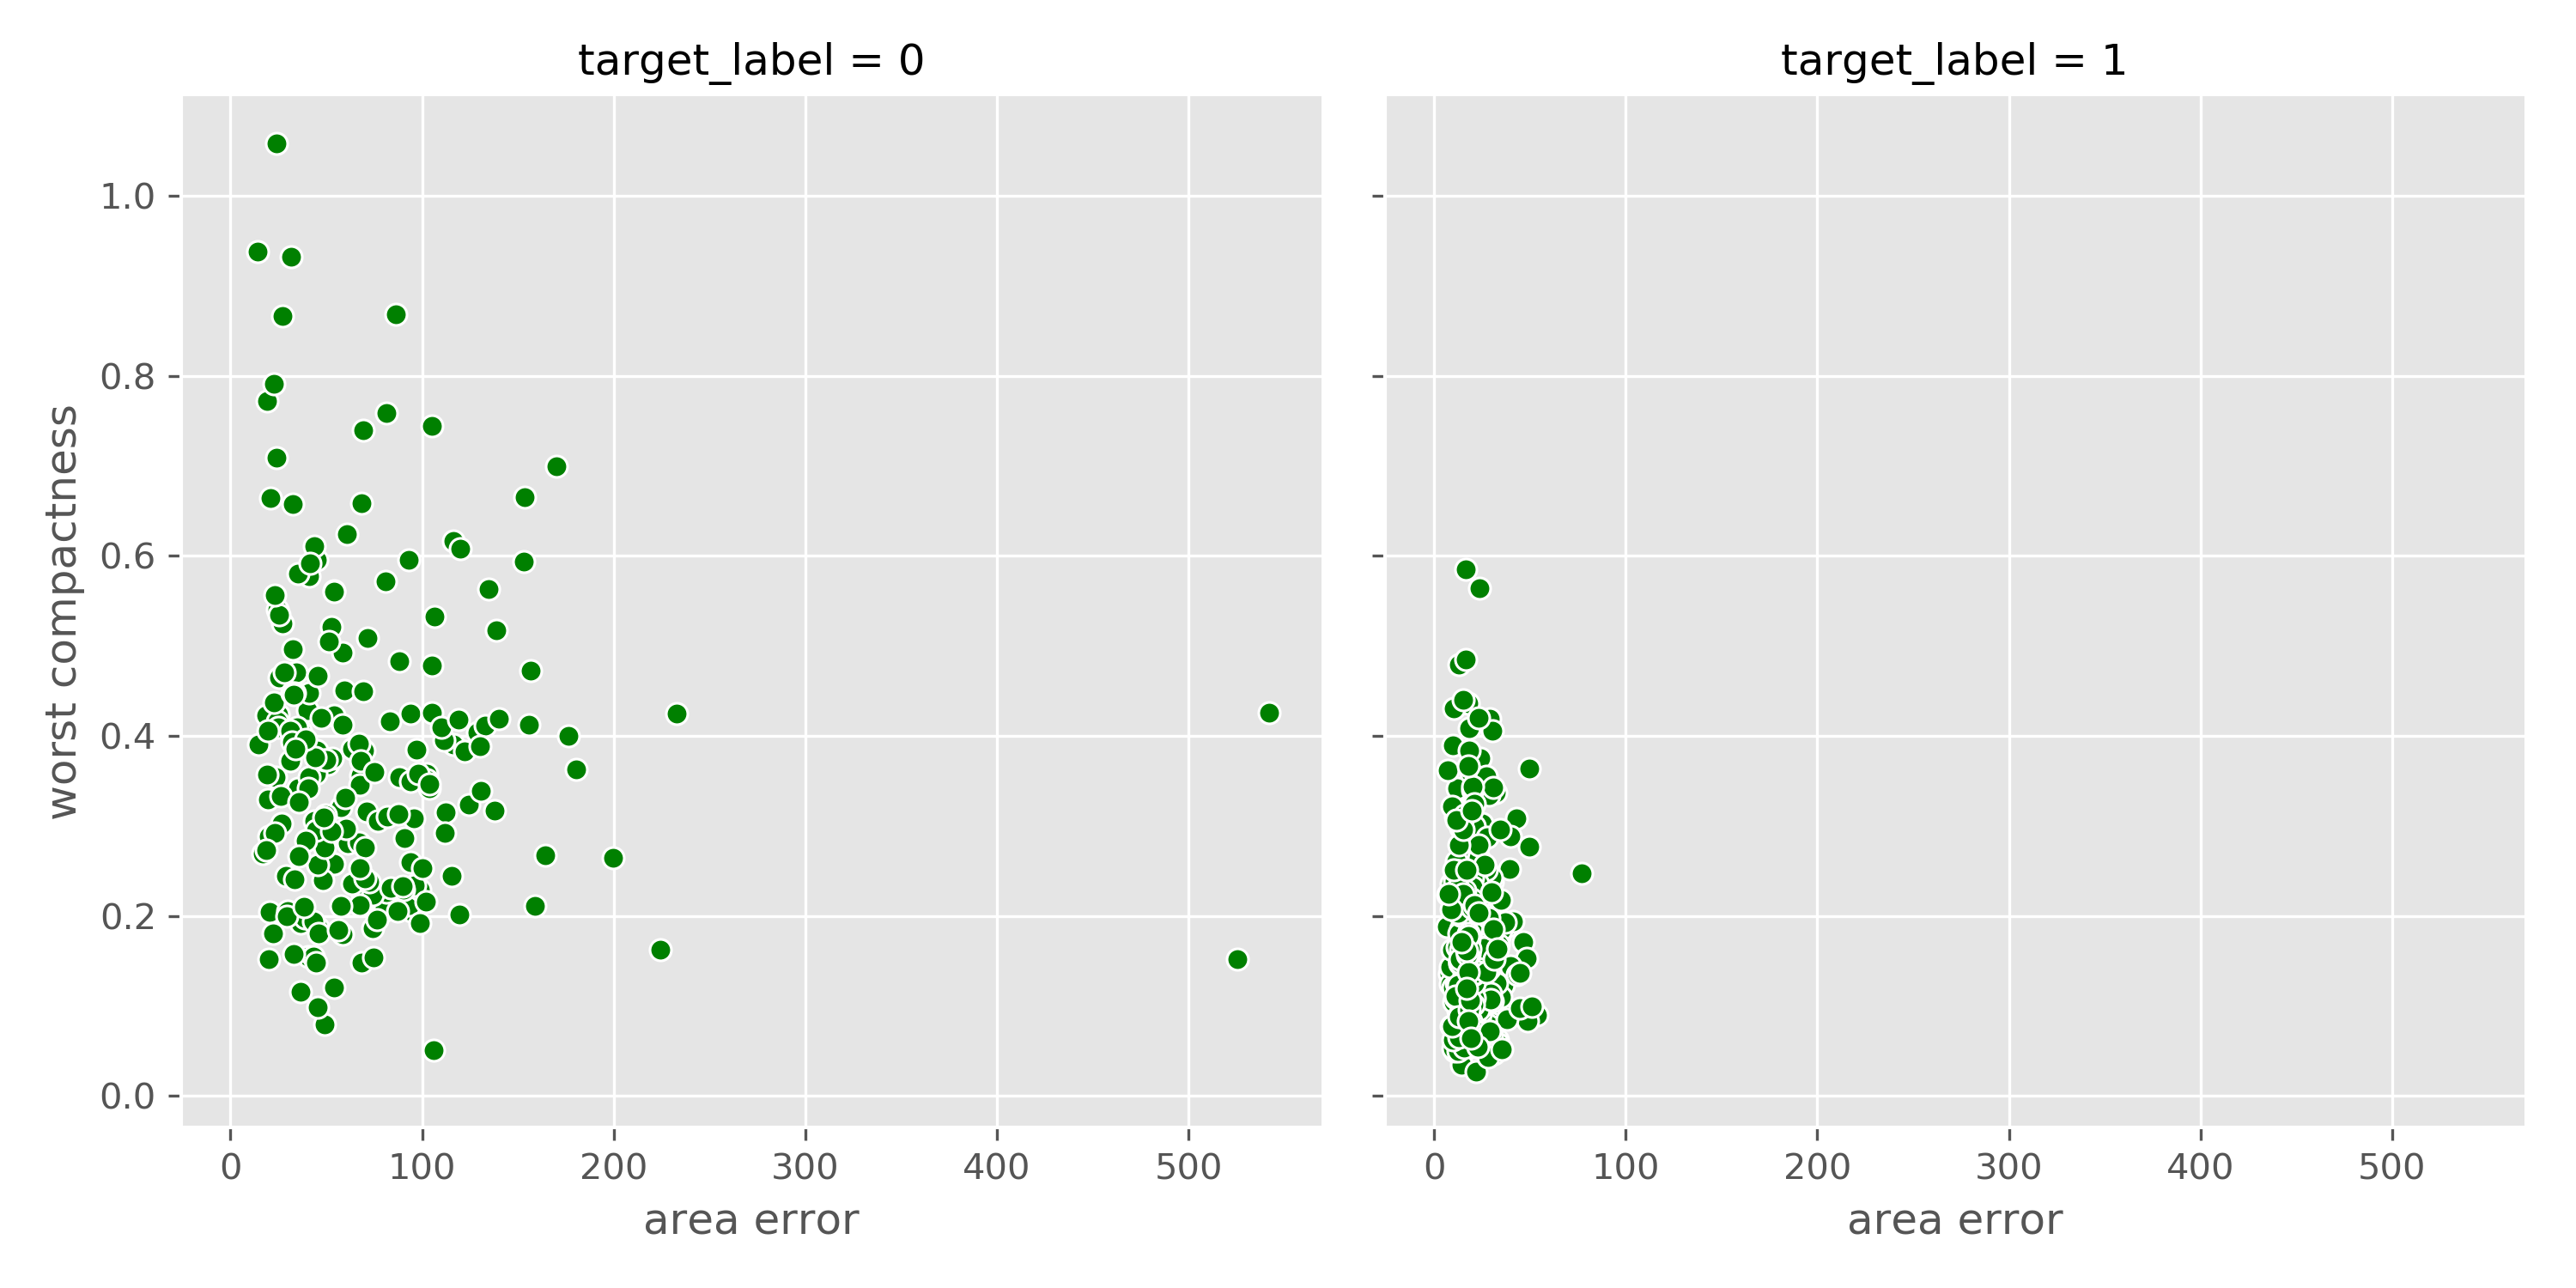 target_label = 0
target_label = 1
worst compactness
1.0
0.8
0.6
0.4
0.2
0.0
0 100 200 300 400 500
0 100 200 300 400 500
area error
area error